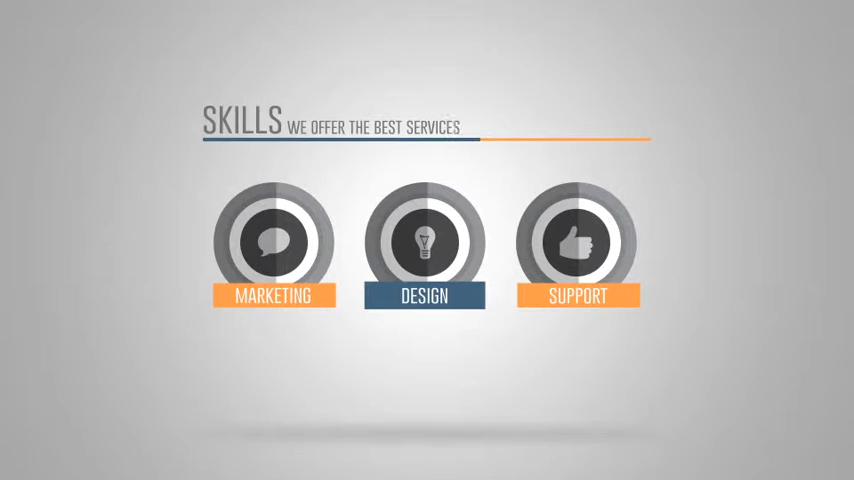 SKILLS WE OFFER THE BEST SERVICES
MARKETING
DESIGN
SUPPORT